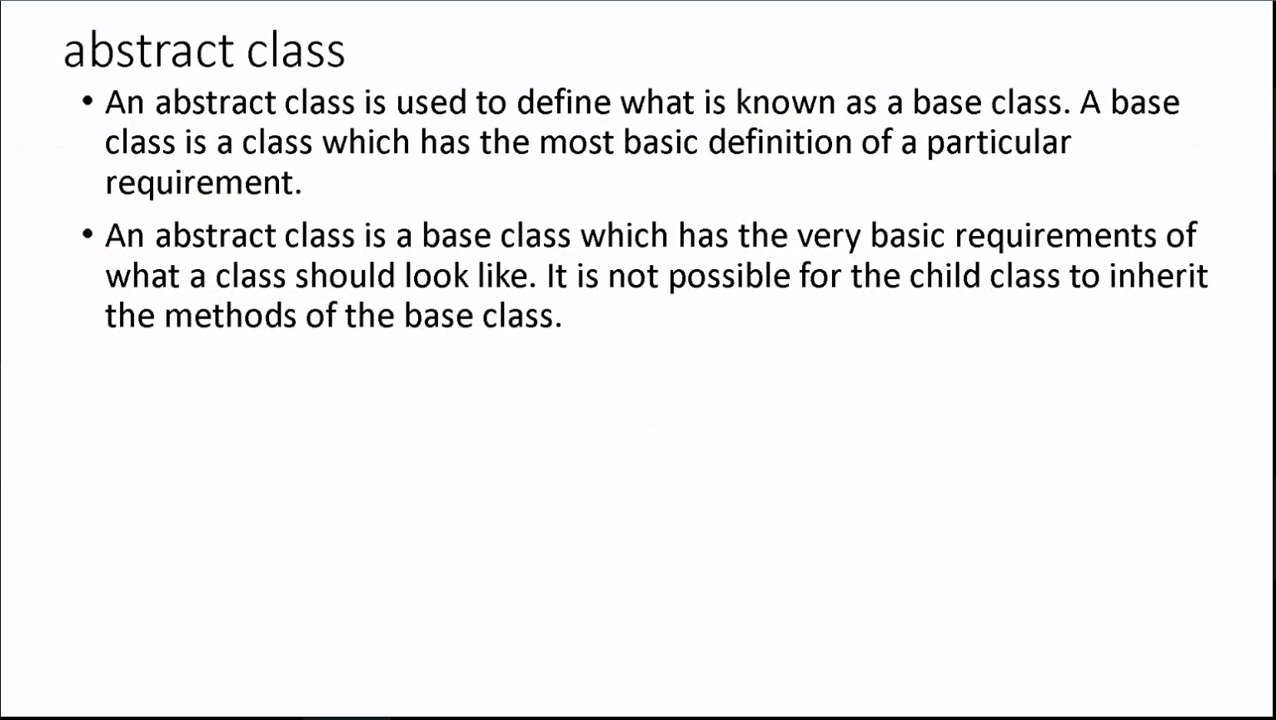 abstract class
• An abstract class is used to define what is known as a base class. A base
class is a class which has the most basic definition of a particular
requirement.
• An abstract class is a base class which has the very basic requirements of
what a class should look like. It is not possible for the child class to inherit
the methods of the base class.